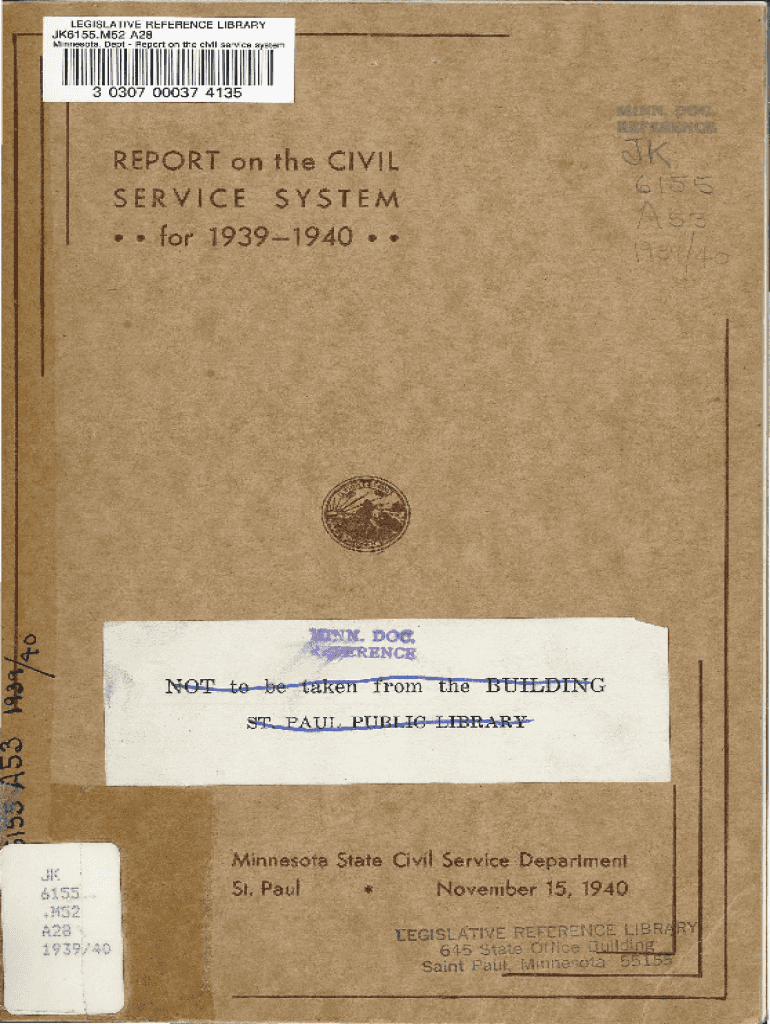 LEGISLATIVE REFERENCE LIBRARY
JK6155.M52 A28
Minnesota. Dept - Report on the civil service system
3 0307 00037 4135
MINN. DOC.
REFERENCE
JK
6155
A53
1939/40
REPORT on the CIVIL
SERVICE SYSTEM
• • for 1939–1940 • •
MINN. DOC.
REFERENCE
NOT to be taken from the BUILDING
ST. PAUL PUBLIC LIBRARY
6155 A53 1939/40
Minnesota State Civil Service Department
St. Paul * November 15, 1940
LEGISLATIVE REFERENCE LIBRARY
645 State Office Building
Saint Paul, Minnesota 55155
JK
6155
.M52
A28
1939/40